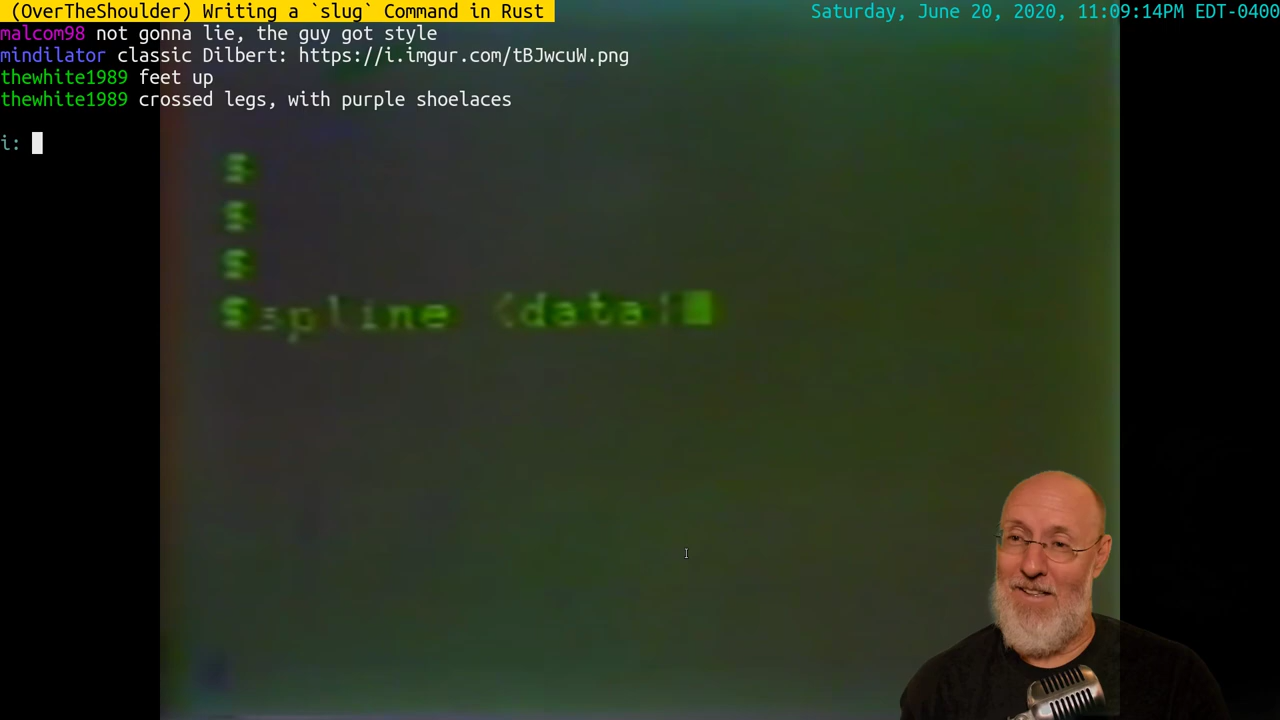 (OverTheShoulder) Writing a `slug` Command in Rust
Saturday, June 20, 2020, 11:09:14PM EDT-0400
malcom98 not gonna lie, the guy got style
mindilator classic Dilbert: https://i.imgur.com/tBJwcuW.png
thewhite1989 feet up
thewhite1989 crossed legs, with purple shoelaces
i:
$
$
$
$spline <data|